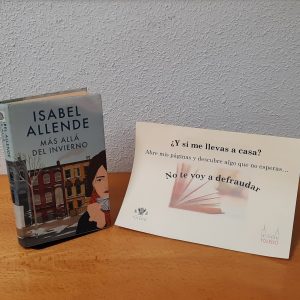 ISABEL
ALLENDE
MÁS ALLÁ
DEL INVIERNO
¿Y si me llevas a casa?
Abre mis páginas y descubre algo que no esperas...
No te voy a defraudar